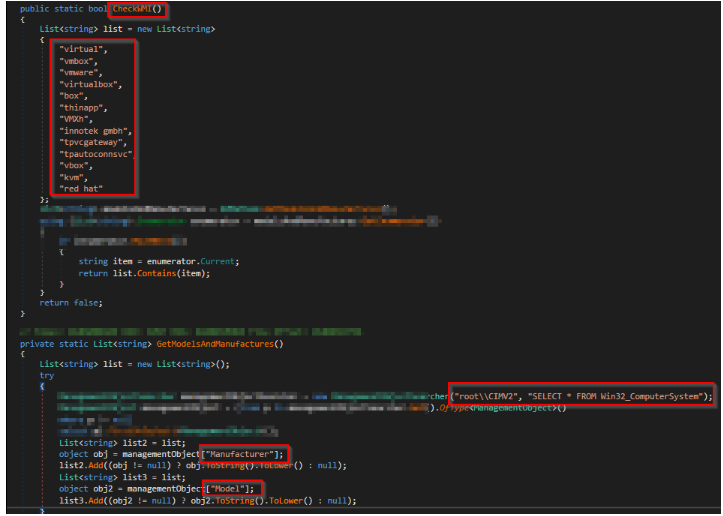 public static bool CheckWMI()
{
List<string> list = new List<string>
{
"virtual",
"vmbox",
"vmware",
"virtualbox",
"box",
"thinapp",
"VMXh",
"innotek gmbh",
"tpvcgateway",
"tpautoconnsvc",
"vbox",
"kvm",
"red hat"
};
{
string item = enumerator.Current;
return list.Contains(item);
}
}
return false;
}
private static List<string> GetModelsAndManufactures()
{
List<string> list = new List<string>();
try
{
cher("root\\CIMV2", "SELECT * FROM Win32_ComputerSystem");
).OfType<ManagementObject>()
List<string> list2 = list;
object obj = managementObject["Manufacturer"];
list2.Add((obj != null) ? obj.ToString().ToLower() : null);
List<string> list3 = list;
object obj2 = managementObject["Model"];
list3.Add((obj2 != null) ? obj2.ToString().ToLower() : null);
}